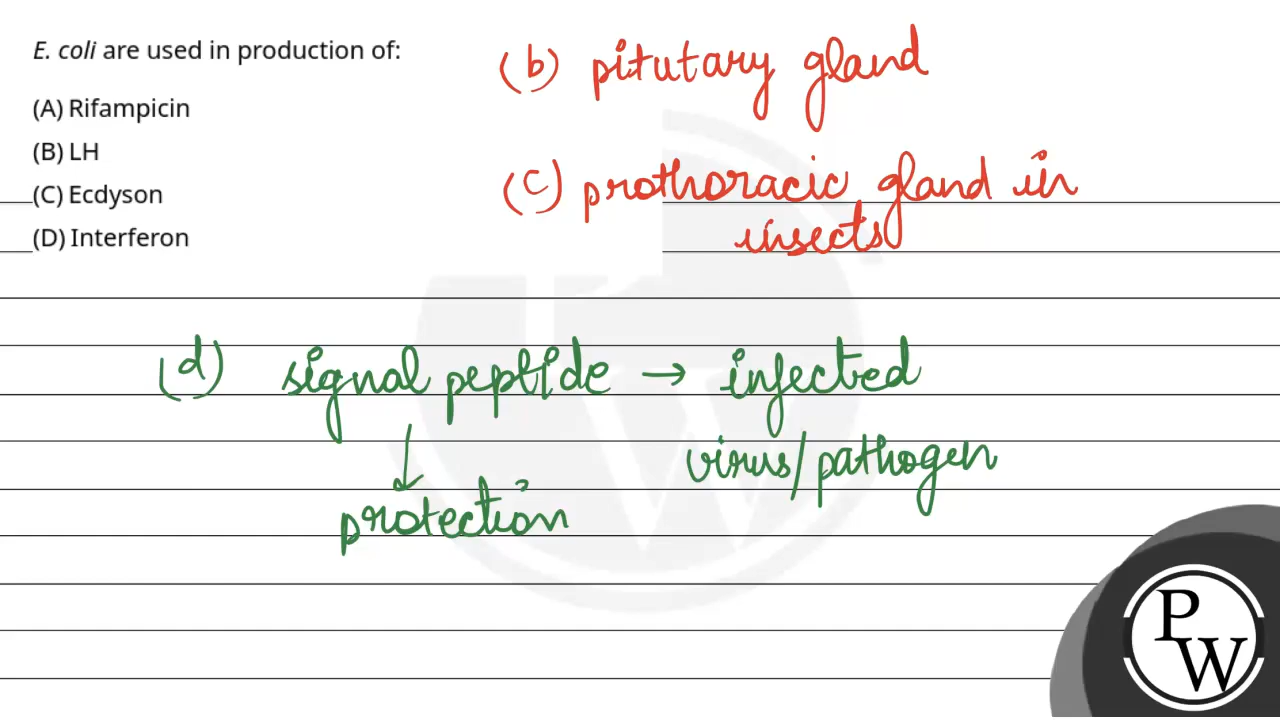 E. coli are used in production of:
(A) Rifampicin
(B) LH
(C) Ecdyson
(D) Interferon
(b) pitutary gland
(c) prothoracic gland in
insects
(d) signal peptide → infected
virus/pathogen
↓
protection
P
W